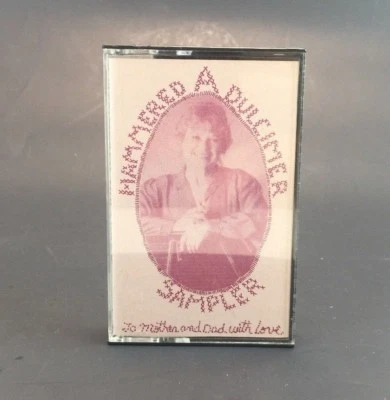 A
HAMMERED DULCIMER
SAMPLER
To Mother and Dad, with Love